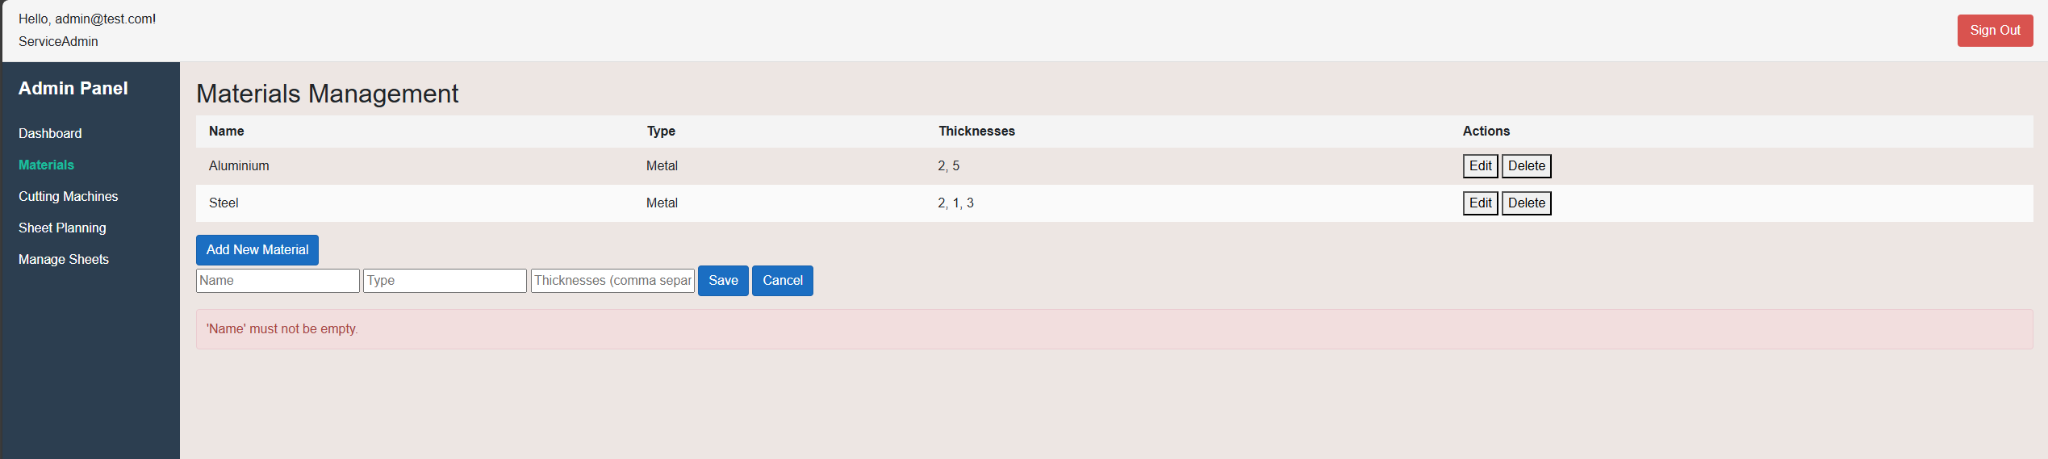 Hello, admin@test.com!
ServiceAdmin
Sign Out
Admin Panel
Dashboard
Materials
Cutting Machines
Sheet Planning
Manage Sheets
Materials Management
Name Type Thicknesses Actions
Aluminium Metal 2, 5 Edit Delete
Steel Metal 2, 1, 3 Edit Delete
Add New Material
Name Type Thicknesses (comma separ Save Cancel
'Name' must not be empty.